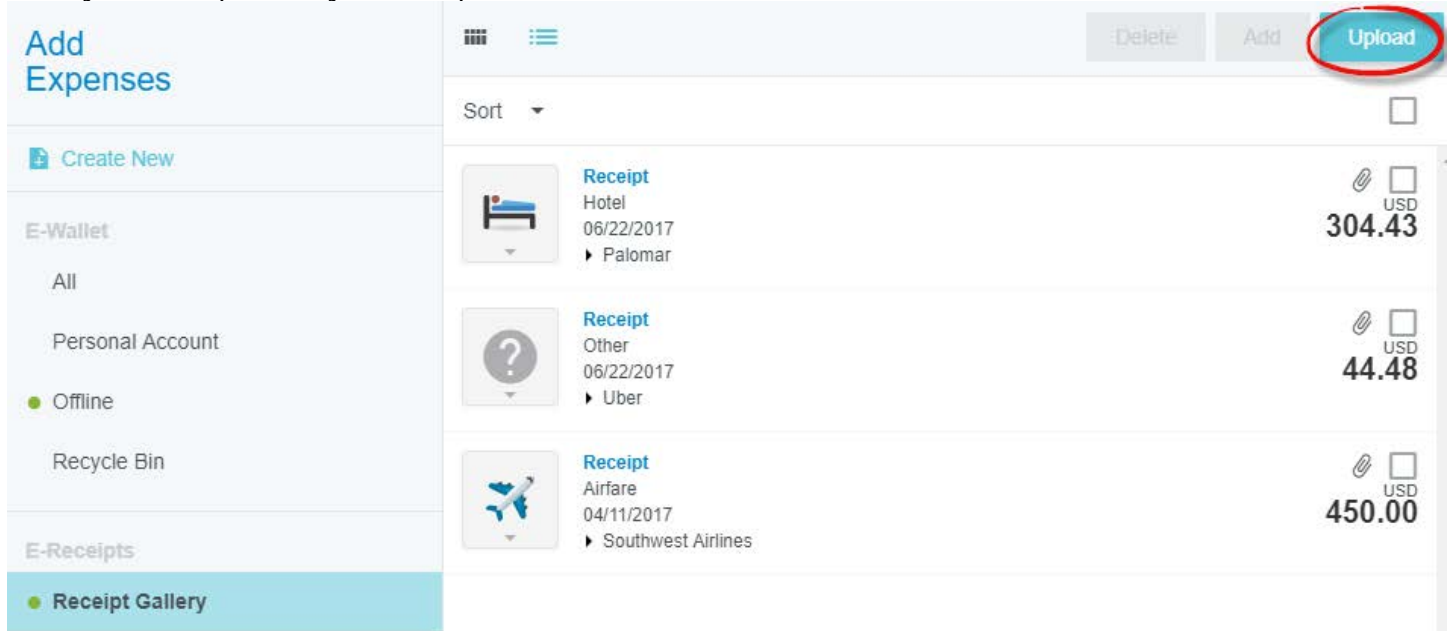 Add
Expenses
Create New
E-Wallet
All
Personal Account
Offline
Recycle Bin
E-Receipts
Receipt Gallery
Delete Add Upload
Sort
Receipt
Hotel
06/22/2017
Palomar
USD
304.43
Receipt
Other
06/22/2017
Uber
USD
44.48
Receipt
Airfare
04/11/2017
Southwest Airlines
USD
450.00